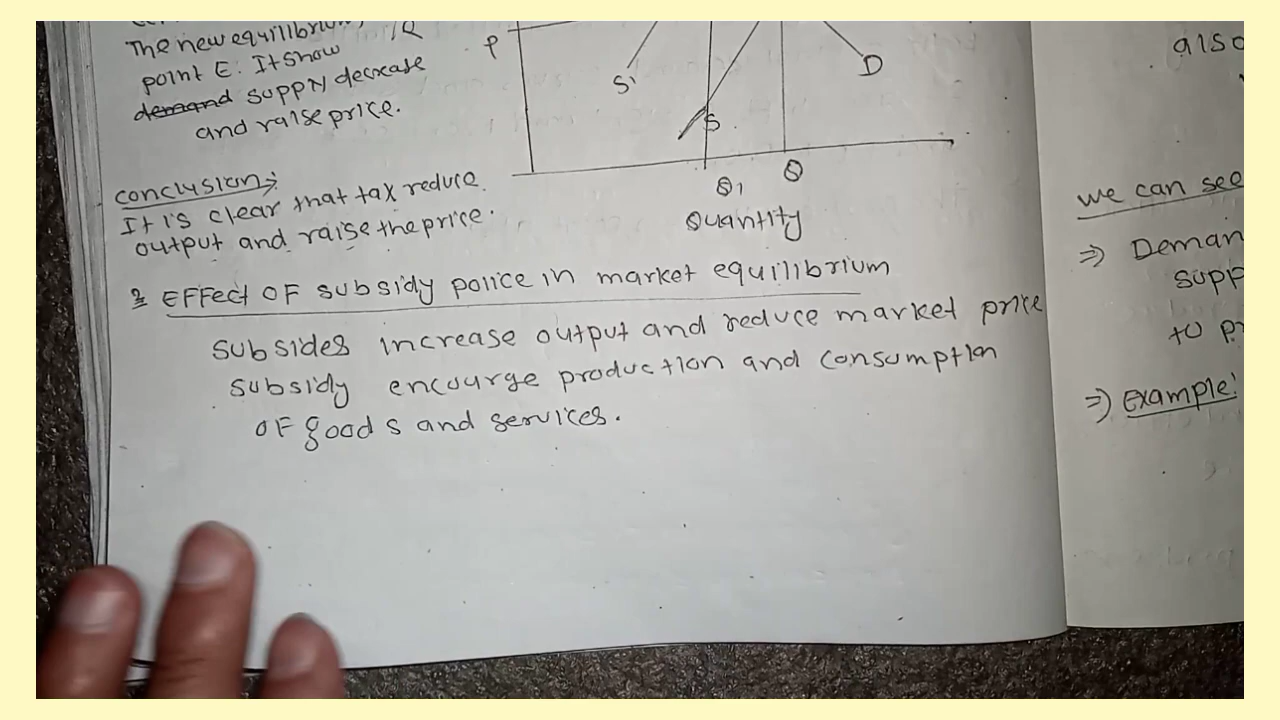 The new equilibrium
point E. It show
demand supply decrease
and raise price.
conclusion:
It is clear that tax reduce
output and raise the price.
P
S1
S
D
Q1
Q
Quantity
2 EFFect OF subsidy police in market equilibrium
subsides increase output and reduce market price
subsidy encourge production and consumption
OF goods and services.
also
we can see
⇒ Deman
supp
to pr
⇒) Example: